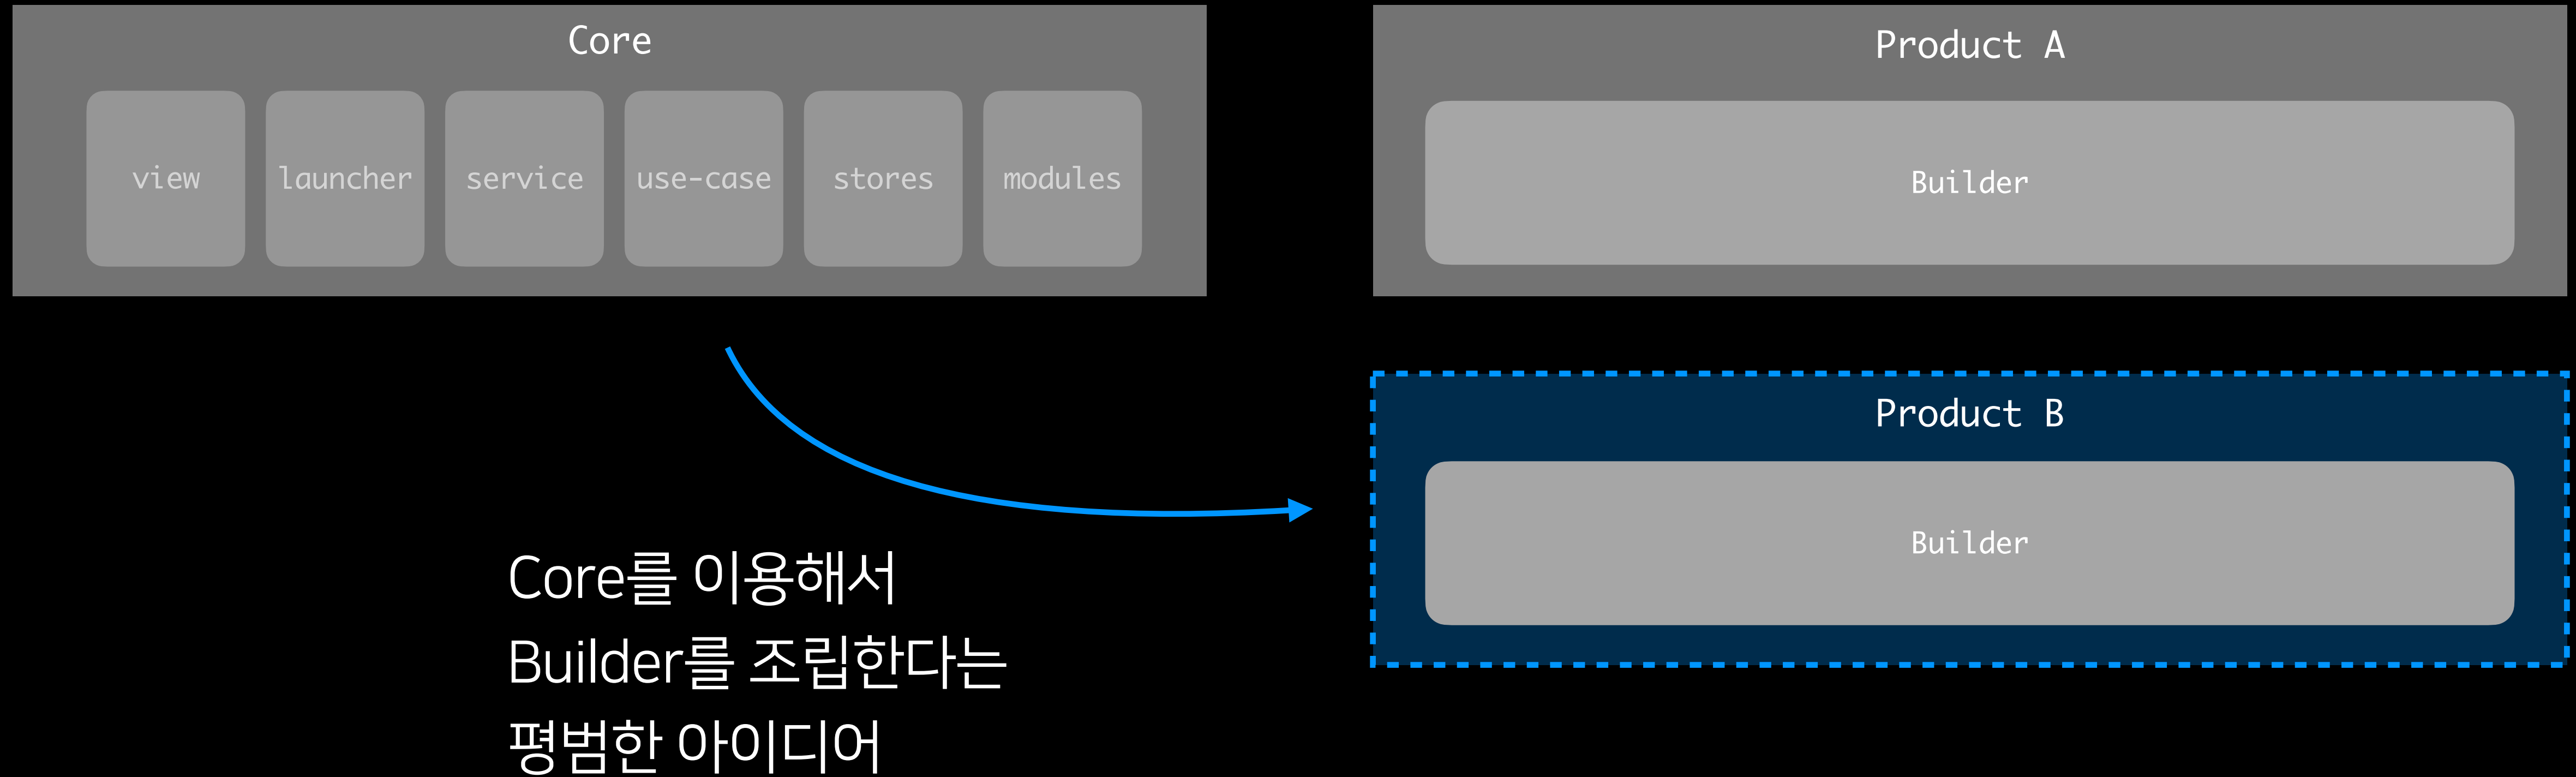 Core
view
launcher
service
use-case
stores
modules
Product A
Builder
Product B
Builder
Core를 이용해서
Builder를 조립한다는
평범한 아이디어